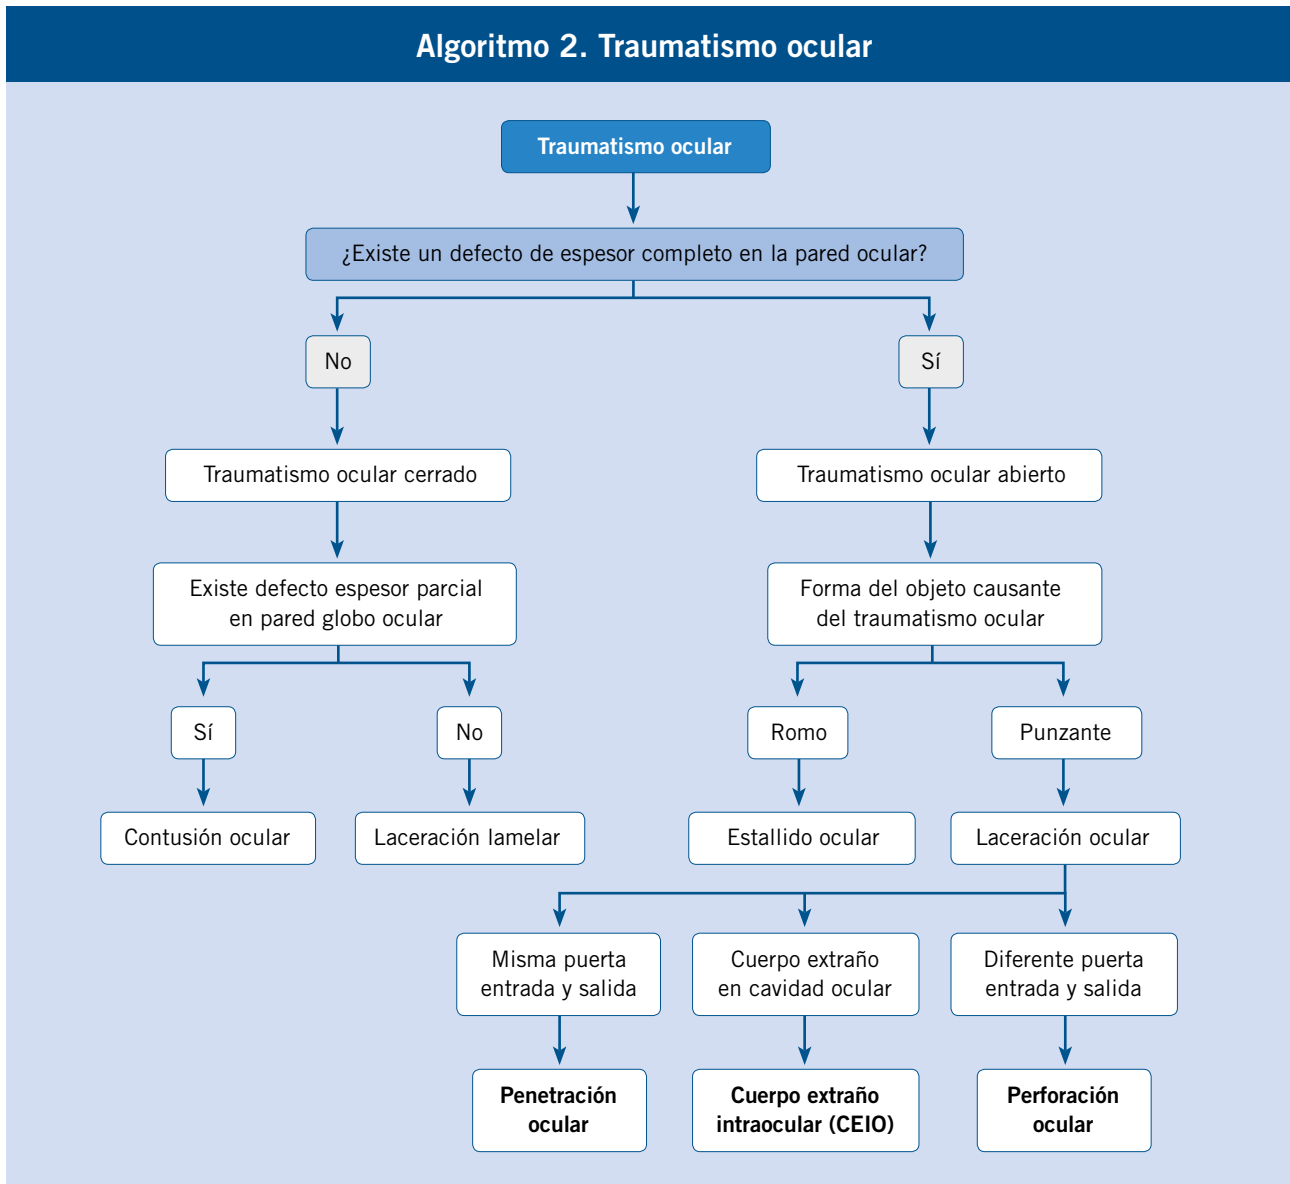 Algoritmo 2. Traumatismo ocular
Traumatismo ocular
¿Existe un defecto de espesor completo en la pared ocular?
No
Sí
Traumatismo ocular cerrado
Traumatismo ocular abierto
Existe defecto espesor parcial
en pared globo ocular
Forma del objeto causante
del traumatismo ocular
Sí
No
Romo
Punzante
Contusión ocular
Laceración lamelar
Estallido ocular
Laceración ocular
Misma puerta
entrada y salida
Cuerpo extraño
en cavidad ocular
Diferente puerta
entrada y salida
Penetración
ocular
Cuerpo extraño
intraocular (CEIO)
Perforación
ocular